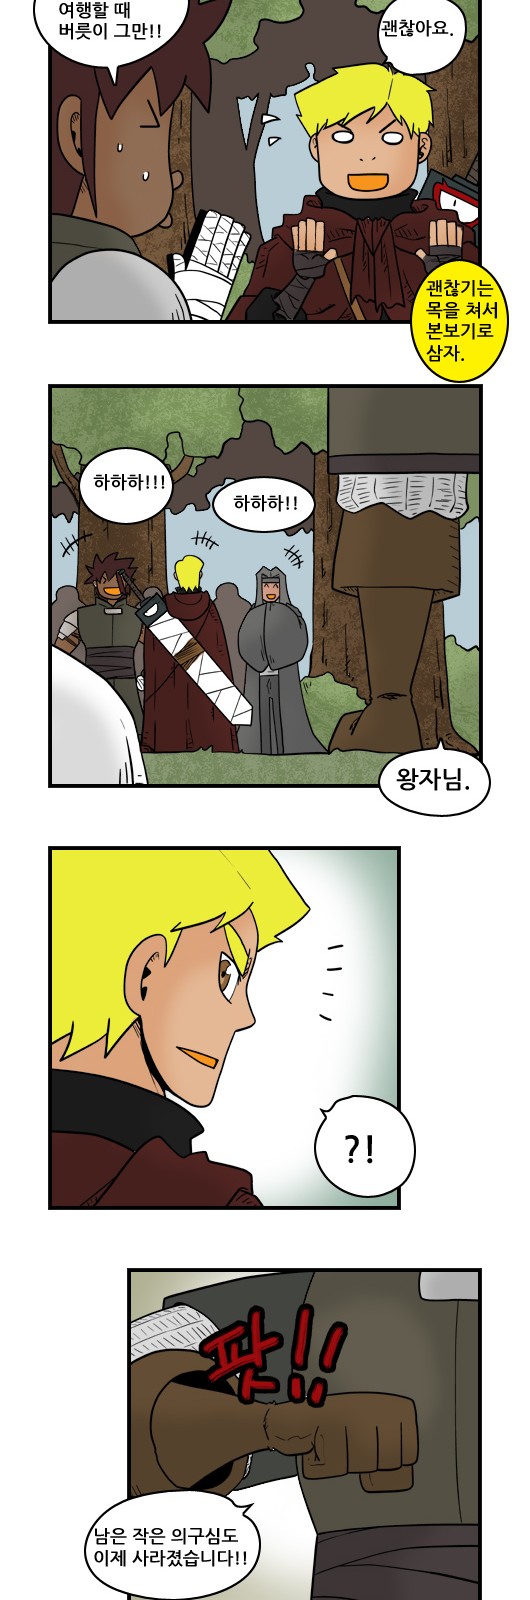 여행할 때
버릇이 그만!!
괜찮아요.
괜찮기는
목을 쳐서
본보기로
삼자.
하하하!!!
하하하!!
왕자님.
?!
팟!!
남은 작은 의구심도
이제 사라졌습니다!!